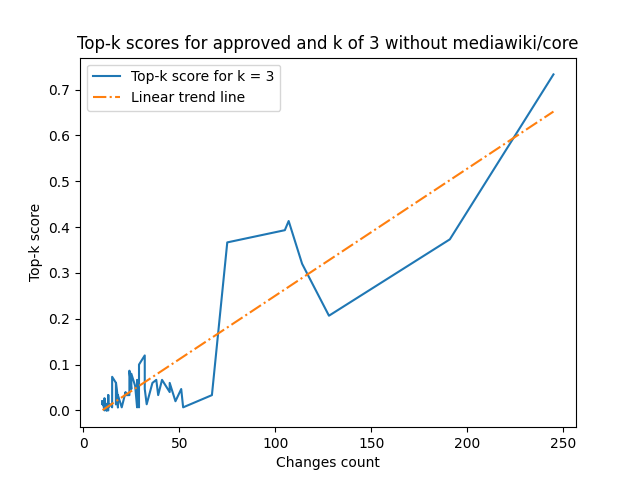 Top-k scores for approved and k of 3 without mediawiki/core
Top-k score for k = 3
Linear trend line
Top-k score
0.7
0.6
0.5
0.4
0.3
0.2
0.1
0.0
0 50 100 150 200 250
Changes count